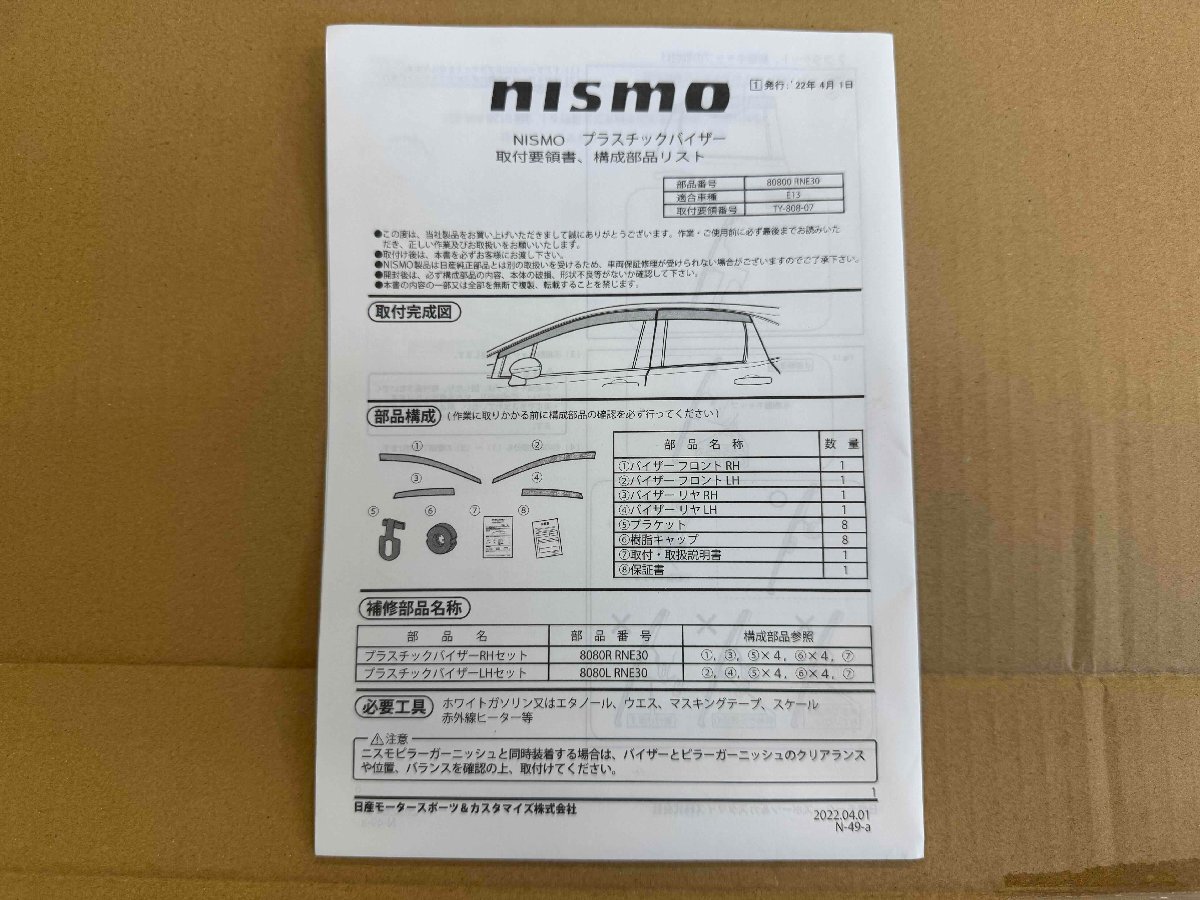 nismo
1 発行:'22年 4月 1日
NISMO プラスチックバイザー
取付要領書、構成部品リスト
部品番号 80800 RNE30
適合車種 E13
取付要領番号 TY-808-07
●この度は、当社製品をお買い上げいただきまして誠にありがとうございます。作業・ご使用前に必ず最後までお読みいた
だき、正しい作業及びお取扱いをお願いいたします。
●取付け後は、本書を必ずお客様にお渡し下さい。
●NISMO製品は日産純正部品とは別の取扱いを受けるため、車両保証修理が受けられない場合がございますのでご了承下さい。
●開封後は、必ず構成部品の内容、本体の破損、形状不良等がないか確認して下さい。
●本書の内容の一部又は全部を無断で複製、転載することを禁じます。
取付完成図
部品構成 (作業に取りかかる前に構成部品の確認を必ず行ってください)
① ②
③ ④
⑤ ⑥ ⑦ ⑧
部品名称 数量
①バイザー フロント RH 1
②バイザー フロント LH 1
③バイザー リヤ RH 1
④バイザー リヤ LH 1
⑤ブラケット 8
⑥樹脂キャップ 8
⑦取付・取扱説明書 1
⑧保証書 1
補修部品名称
部品名 部品番号 構成部品参照
プラスチックバイザーRHセット 8080R RNE30 ①, ③, ⑤×4, ⑥×4, ⑦
プラスチックバイザーLHセット 8080L RNE30 ②, ④, ⑤×4, ⑥×4, ⑦
必要工具 ホワイトガソリン又はエタノール、ウエス、マスキングテープ、スケール
赤外線ヒーター等
⚠注意
ニスモピラーガーニッシュと同時装着する場合は、バイザーとピラーガーニッシュのクリアランス
や位置、バランスを確認の上、取付けてください。
1
日産モータースポーツ&カスタマイズ株式会社
2022.04.01
N-49-a